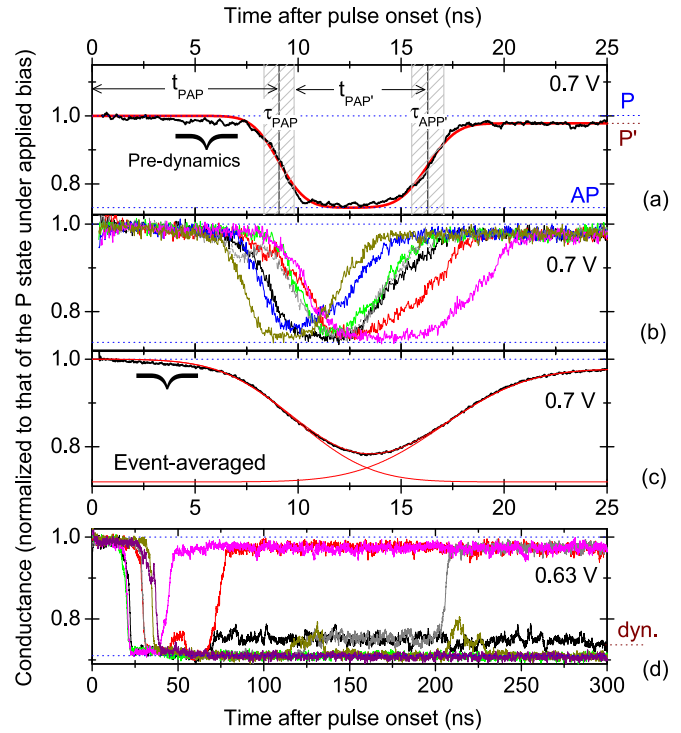 Time after pulse onset (ns)
0 5 10 15 20 25
t_PAP
t_PAP'
0.7 V
P
τ_PAP
τ_APP'
P'
1.0
Pre-dynamics
0.8
AP
(a)
1.0
0.7 V
0.8
(b)
1.0
0.7 V
0.8
Event-averaged
(c)
0 5 10 15 20 25
1.0
0.63 V
0.8
dyn.
(d)
0 50 100 150 200 250 300
Time after pulse onset (ns)
Conductance (normalized to that of the P state under applied bias)